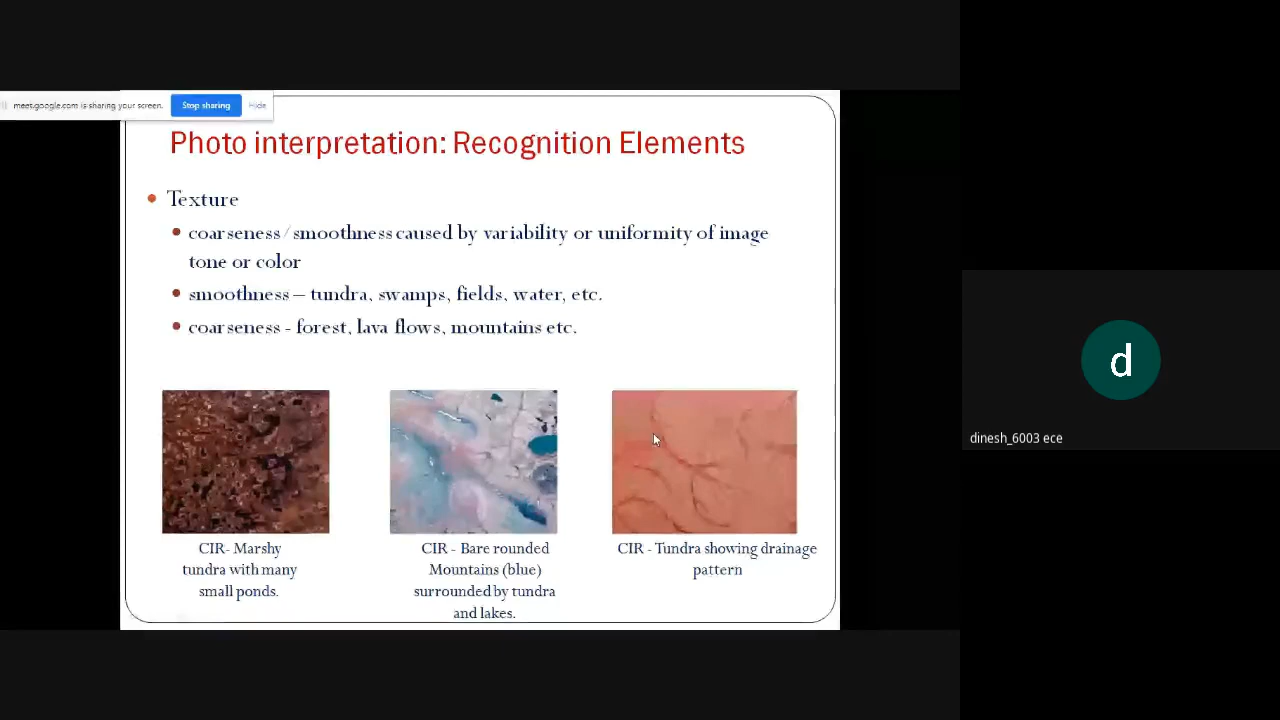 meet.google.com is sharing your screen.
Stop sharing
Hide
Photo interpretation: Recognition Elements
Texture
coarseness/smoothness caused by variability or uniformity of image
tone or color
smoothness – tundra, swamps, fields, water, etc.
coarseness - forest, lava flows, mountains etc.
CIR- Marshy
tundra with many
small ponds.
CIR - Bare rounded
Mountains (blue)
surrounded by tundra
and lakes.
CIR - Tundra showing drainage
pattern
d
dinesh_6003 ece